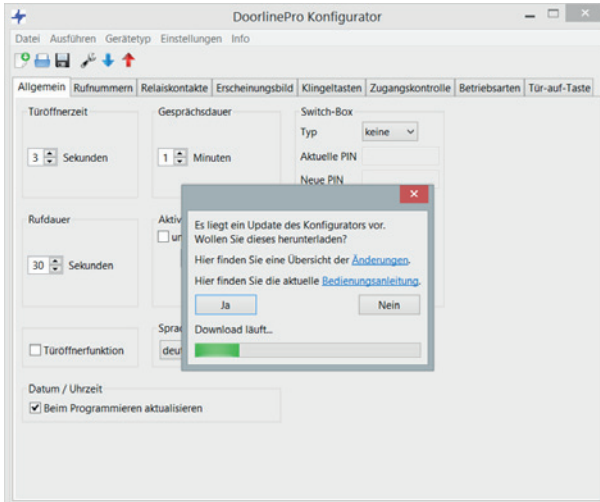 DoorlinePro Konfigurator
Datei Ausführen Gerätetyp Einstellungen Info
Allgemein Rufnummern Relaiskontakte Erscheinungsbild Klingeltasten Zugangskontrolle Betriebsarten Tür-auf-Taste
Türöffnerzeit Gesprächsdauer Switch-Box
Typ keine
3 Sekunden 1 Minuten Aktuelle PIN
Neue PIN
Es liegt ein Update des Konfigurators vor.
Wollen Sie dieses herunterladen?
Hier finden Sie eine Übersicht der Änderungen.
Hier finden Sie die aktuelle Bedienungsanleitung.
Ja Nein
Download läuft...
Rufdauer Aktiv
30 Sekunden
Türöffnerfunktion
Datum / Uhrzeit
Beim Programmieren aktualisieren